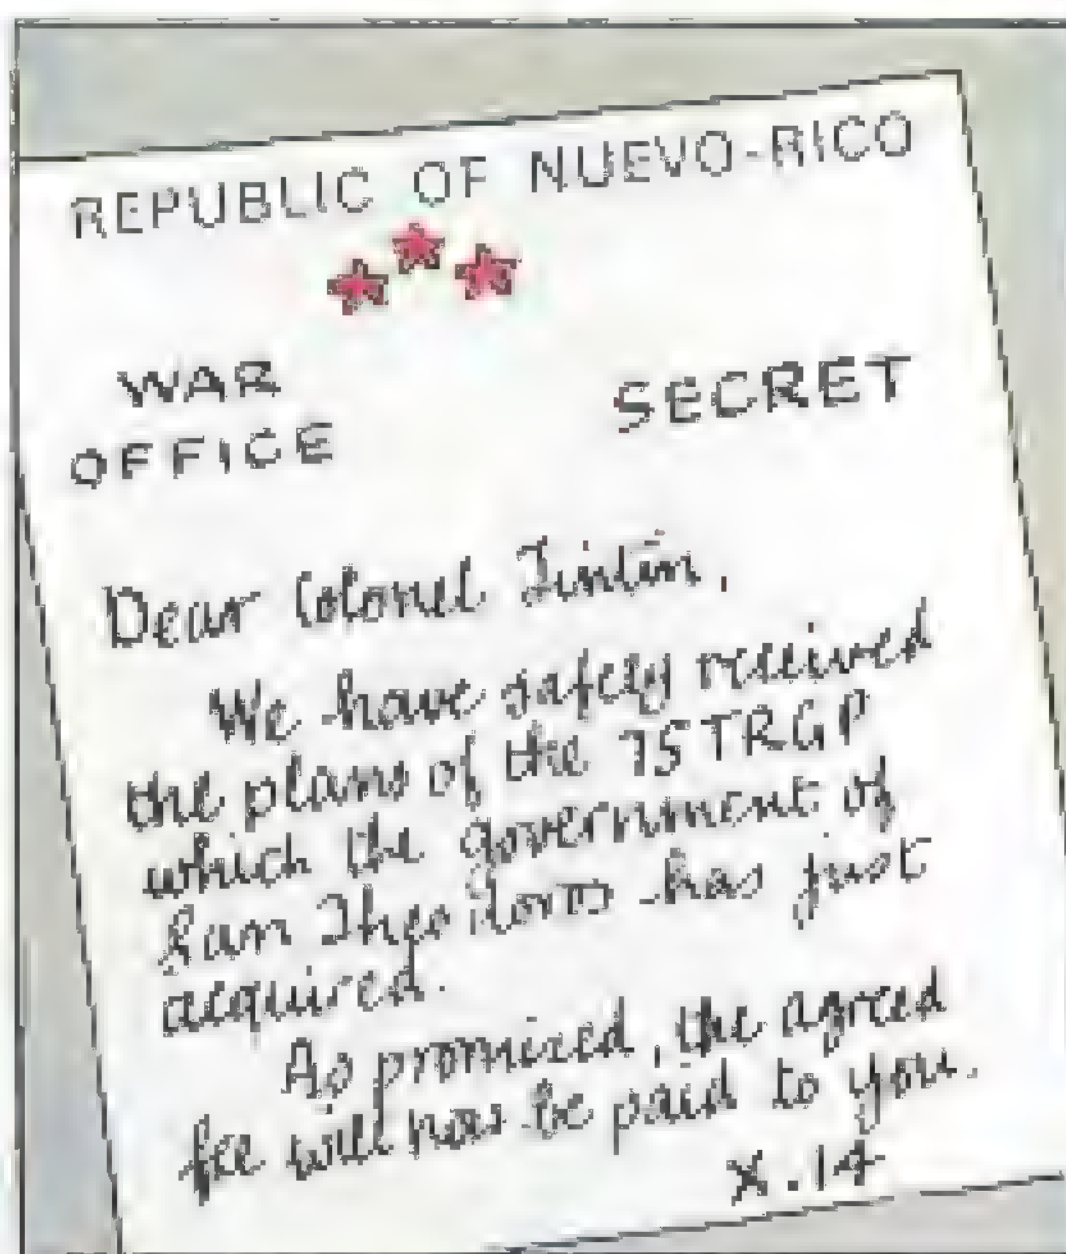 REPUBLIC OF NUEVO-RICO
WAR
OFFICE
SECRET
Dear Colonel Tintin,
We have safely received
the plans of the 75 TRGP
which the government of
San Theodoros has just
acquired.
As promised, the agreed
fee will now be paid to you.
X.14